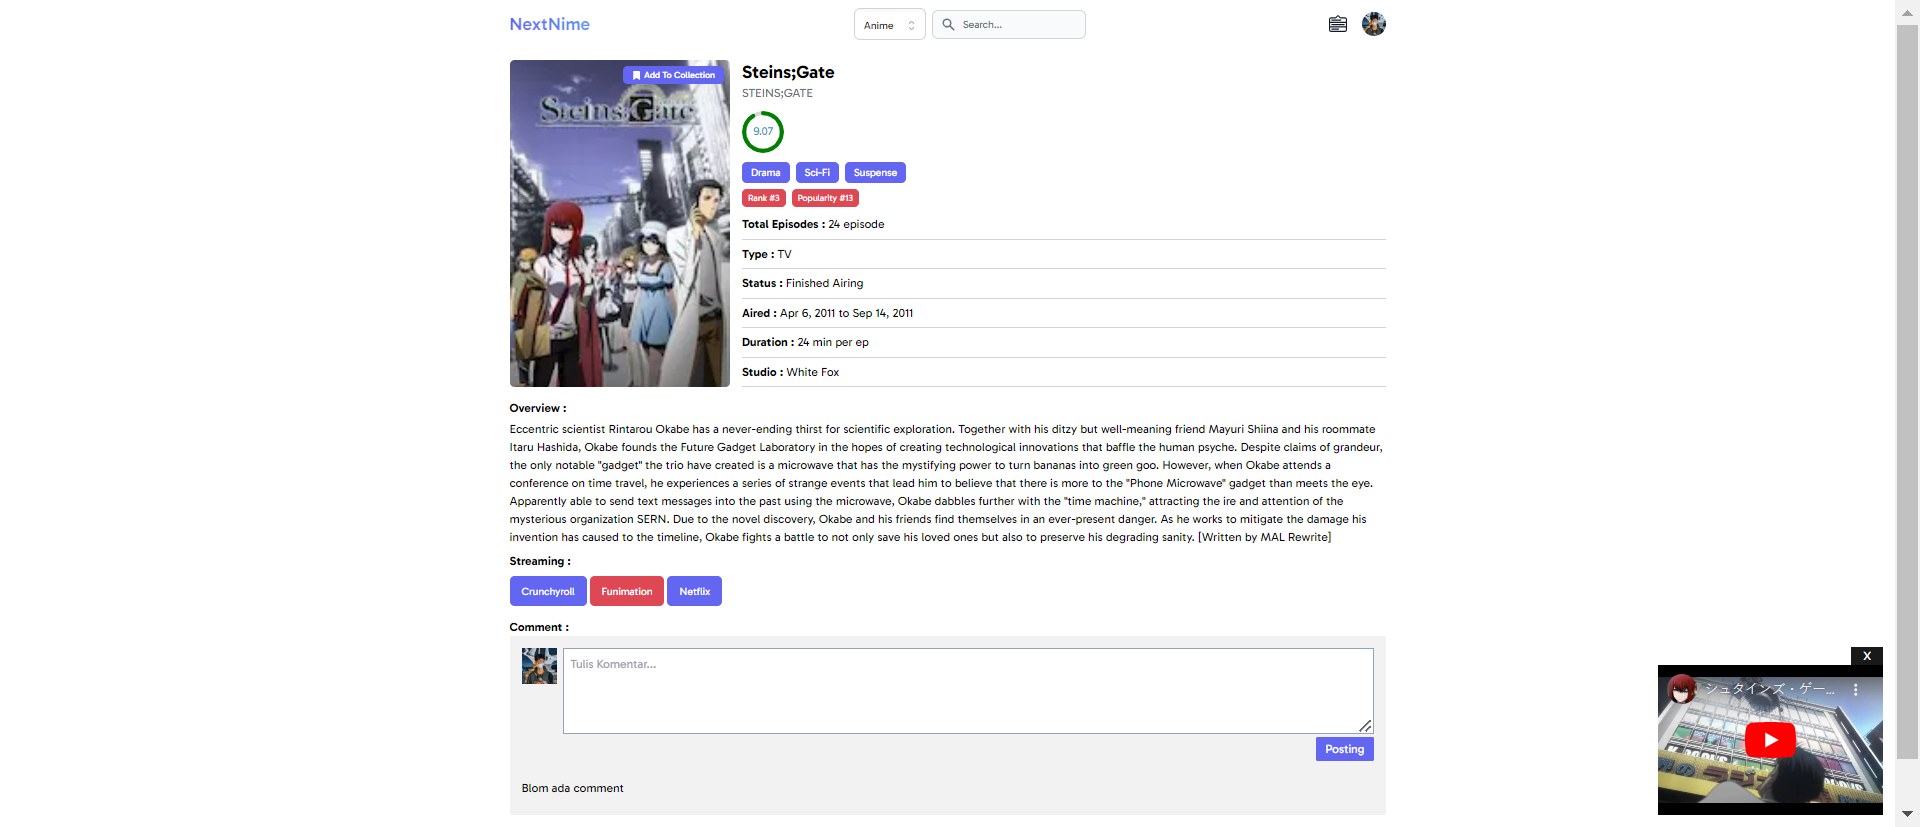 NextNime
Anime
Search...
Add To Collection
Steins;Gate
Steins;Gate
STEINS;GATE
9.07
Drama
Sci-Fi
Suspense
Rank #3
Popularity #13
Total Episodes : 24 episode
Type : TV
Status : Finished Airing
Aired : Apr 6, 2011 to Sep 14, 2011
Duration : 24 min per ep
Studio : White Fox
Overview :
Eccentric scientist Rintarou Okabe has a never-ending thirst for scientific exploration. Together with his ditzy but well-meaning friend Mayuri Shiina and his roommate
Itaru Hashida, Okabe founds the Future Gadget Laboratory in the hopes of creating technological innovations that baffle the human psyche. Despite claims of grandeur,
the only notable "gadget" the trio have created is a microwave that has the mystifying power to turn bananas into green goo. However, when Okabe attends a
conference on time travel, he experiences a series of strange events that lead him to believe that there is more to the "Phone Microwave" gadget than meets the eye.
Apparently able to send text messages into the past using the microwave, Okabe dabbles further with the "time machine," attracting the ire and attention of the
mysterious organization SERN. Due to the novel discovery, Okabe and his friends find themselves in an ever-present danger. As he works to mitigate the damage his
invention has caused to the timeline, Okabe fights a battle to not only save his loved ones but also to preserve his degrading sanity. [Written by MAL Rewrite]
Streaming :
Crunchyroll
Funimation
Netflix
Comment :
Tulis Komentar...
Posting
Blom ada comment
X
シュタインズ・ゲー...